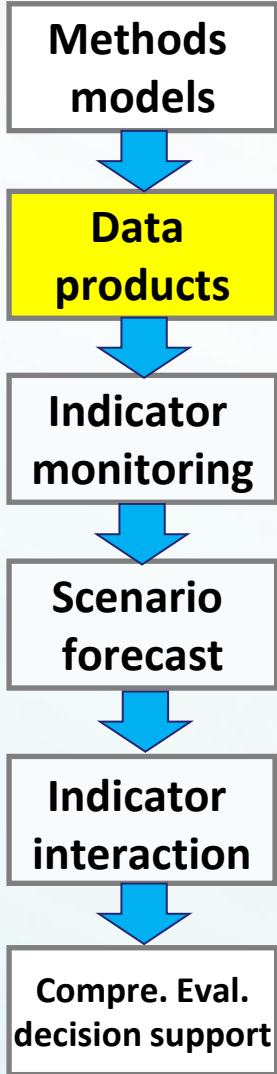 Methods
models
Data
products
Indicator
monitoring
Scenario
forecast
Indicator
interaction
Compre. Eval.
decision support